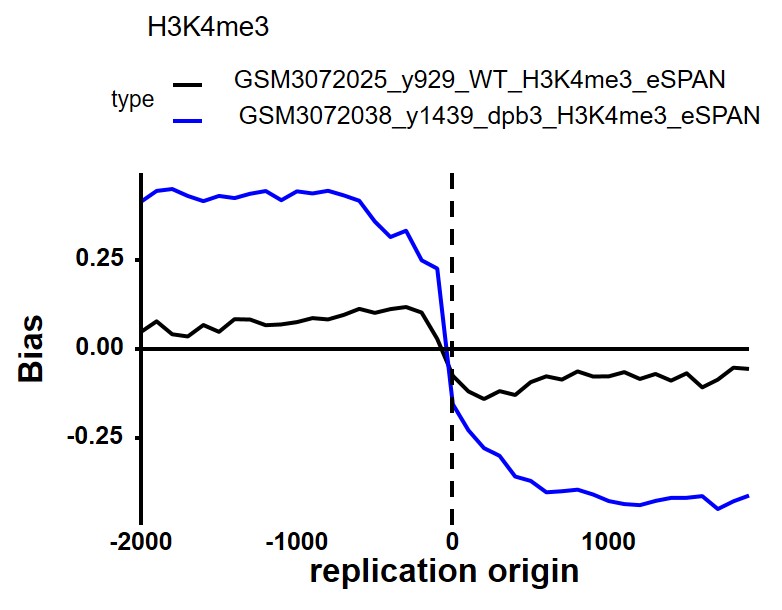 H3K4me3
type
GSM3072025_y929_WT_H3K4me3_eSPAN
GSM3072038_y1439_dpb3_H3K4me3_eSPAN
0.25
0.00
-0.25
Bias
-2000 -1000 0 1000
replication origin